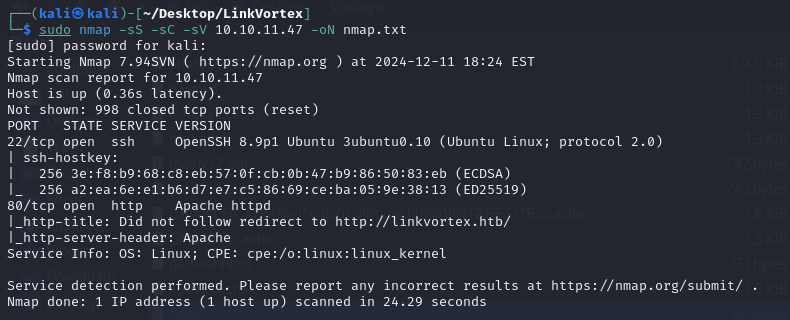 Vintage
┌──(kali㉿kali)-[~/Desktop/LinkVortex]
└─$ sudo nmap -sS -sC -sV 10.10.11.47 -oN nmap.txt
[sudo] password for kali:
Starting Nmap 7.94SVN ( https://nmap.org ) at 2024-12-11 18:24 EST
Nmap scan report for 10.10.11.47
Host is up (0.36s latency).
Not shown: 998 closed tcp ports (reset)
PORT   STATE SERVICE VERSION
22/tcp open  ssh     OpenSSH 8.9p1 Ubuntu 3ubuntu0.10 (Ubuntu Linux; protocol 2.0)
| ssh-hostkey:
|   256 3e:f8:b9:68:c8:eb:57:0f:cb:0b:47:b9:86:50:83:eb (ECDSA)
|_  256 a2:ea:6e:e1:b6:d7:e7:c5:86:69:ce:ba:05:9e:38:13 (ED25519)
80/tcp open  http    Apache httpd
|_http-title: Did not follow redirect to http://linkvortex.htb/
|_http-server-header: Apache
Service Info: OS: Linux; CPE: cpe:/o:linux:linux_kernel
Service detection performed. Please report any incorrect results at https://nmap.org/submit/ .
Nmap done: 1 IP address (1 host up) scanned in 24.29 seconds